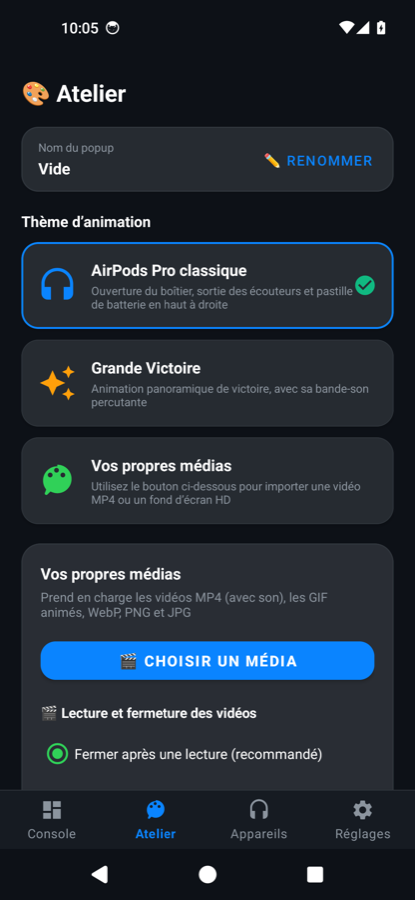 10:05
🎨 Atelier
Nom du popup
Vide
✏️ RENOMMER
Thème d'animation
AirPods Pro classique
Ouverture du boîtier, sortie des écouteurs et pastille
de batterie en haut à droite
Grande Victoire
Animation panoramique de victoire, avec sa bande-son
percutante
Vos propres médias
Utilisez le bouton ci-dessous pour importer une vidéo
MP4 ou un fond d'écran HD
Vos propres médias
Prend en charge les vidéos MP4 (avec son), les GIF
animés, WebP, PNG et JPG
🎬 CHOISIR UN MÉDIA
🎬 Lecture et fermeture des vidéos
Fermer après une lecture (recommandé)
Console
Atelier
Appareils
Réglages